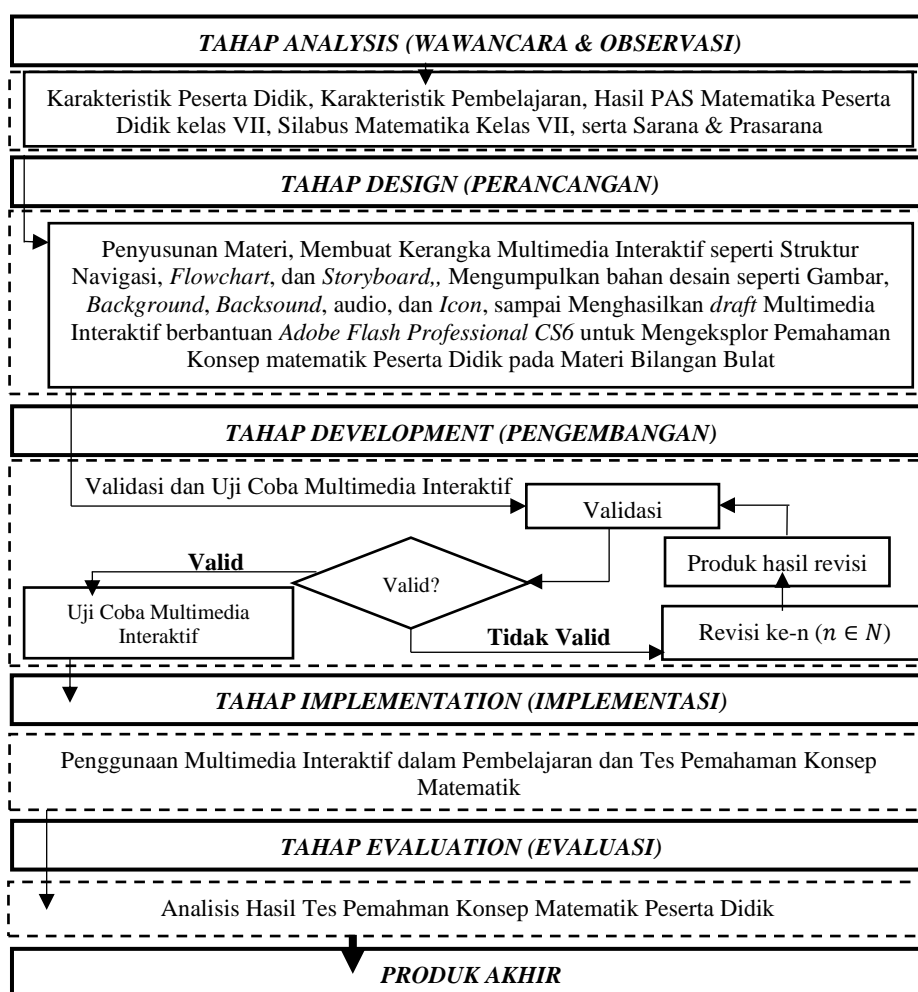 TAHAP ANALYSIS (WAWANCARA & OBSERVASI)
Karakteristik Peserta Didik, Karakteristik Pembelajaran, Hasil PAS Matematika Peserta
Didik kelas VII, Silabus Matematika Kelas VII, serta Sarana & Prasarana
TAHAP DESIGN (PERANCANGAN)
Penyusunan Materi, Membuat Kerangka Multimedia Interaktif seperti Struktur
Navigasi, Flowchart, dan Storyboard,, Mengumpulkan bahan desain seperti Gambar,
Background, Backsound, audio, dan Icon, sampai Menghasilkan draft Multimedia
Interaktif berbantuan Adobe Flash Professional CS6 untuk Mengeksplor Pemahaman
Konsep matematik Peserta Didik pada Materi Bilangan Bulat
TAHAP DEVELOPMENT (PENGEMBANGAN)
Validasi dan Uji Coba Multimedia Interaktif
Validasi
Valid
Valid?
Produk hasil revisi
Uji Coba Multimedia
Interaktif
Tidak Valid
Revisi ke-n (𝑛 ∈ 𝑁)
TAHAP IMPLEMENTATION (IMPLEMENTASI)
Penggunaan Multimedia Interaktif dalam Pembelajaran dan Tes Pemahaman Konsep
Matematik
TAHAP EVALUATION (EVALUASI)
Analisis Hasil Tes Pemahman Konsep Matematik Peserta Didik
PRODUK AKHIR